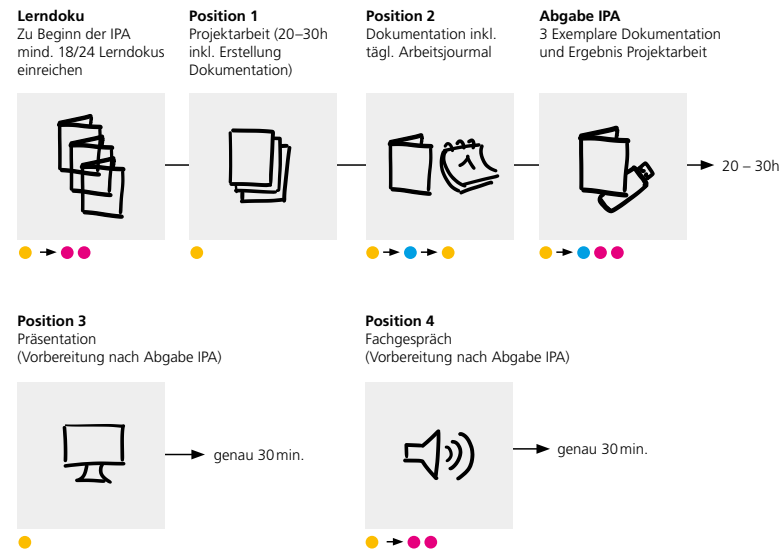 Lerndoku
Zu Beginn der IPA
mind. 18/24 Lerndokus
einreichen
Position 1
Projektarbeit (20–30h
inkl. Erstellung
Dokumentation)
Position 2
Dokumentation inkl.
tägl. Arbeitsjourmal
Abgabe IPA
3 Exemplare Dokumentation
und Ergebnis Projektarbeit
20 – 30h
Position 3
Präsentation
(Vorbereitung nach Abgabe IPA)
genau 30 min.
Position 4
Fachgespräch
(Vorbereitung nach Abgabe IPA)
genau 30 min.